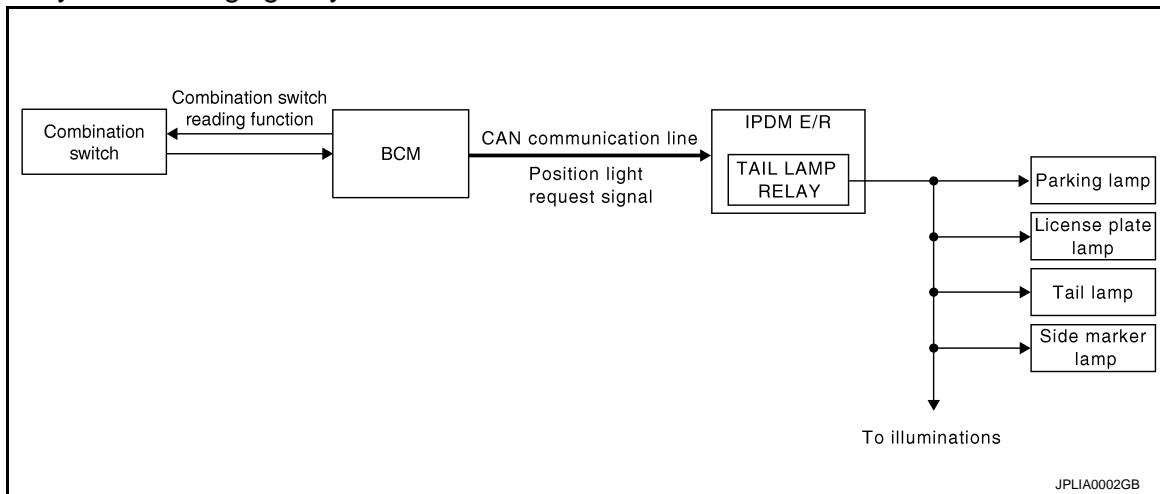 Combination switch
reading function
Combination
switch
BCM
CAN communication line
Position light
request signal
IPDM E/R
TAIL LAMP
RELAY
Parking lamp
License plate
lamp
Tail lamp
Side marker
lamp
To illuminations
JPLIA0002GB